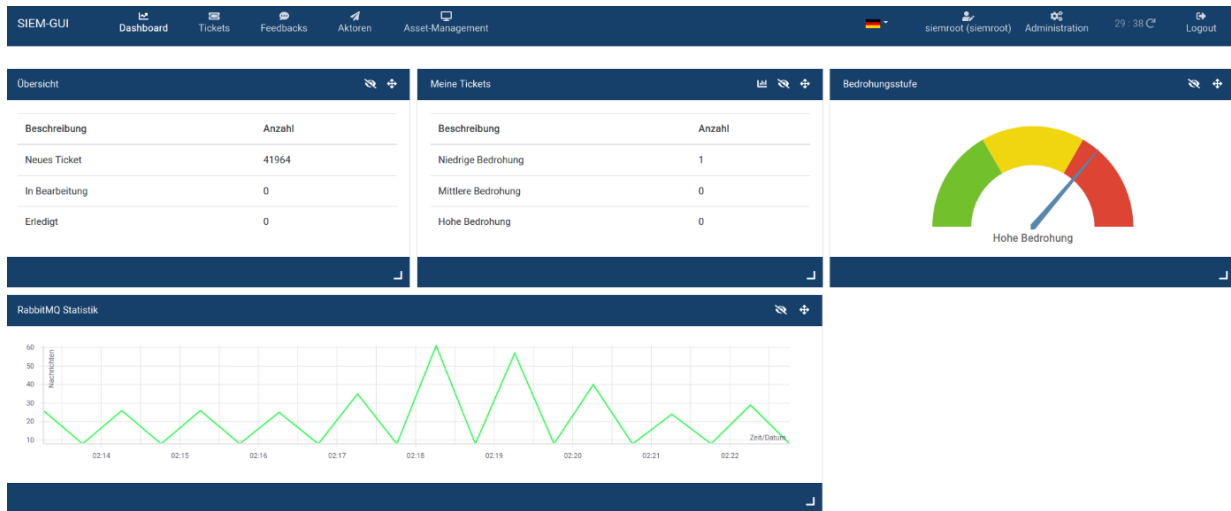 SIEM-GUI Dashboard Tickets Feedbacks Aktoren Asset-Management siemroot (siemroot) Administration 29 : 38 Logout
Übersicht
Beschreibung Anzahl
Neues Ticket 41964
In Bearbeitung 0
Erledigt 0
Meine Tickets
Beschreibung Anzahl
Niedrige Bedrohung 1
Mittlere Bedrohung 0
Hohe Bedrohung 0
Bedrohungsstufe
Hohe Bedrohung
RabbitMQ Statistik
Nachrichten
60
50
40
30
20
10
Zeit/Datum
02:14 02:15 02:16 02:17 02:18 02:19 02:20 02:21 02:22